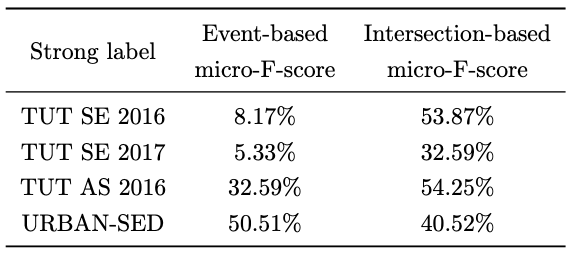 Strong label Event-based micro-F-score Intersection-based micro-F-score
TUT SE 2016 8.17% 53.87%
TUT SE 2017 5.33% 32.59%
TUT AS 2016 32.59% 54.25%
URBAN-SED 50.51% 40.52%